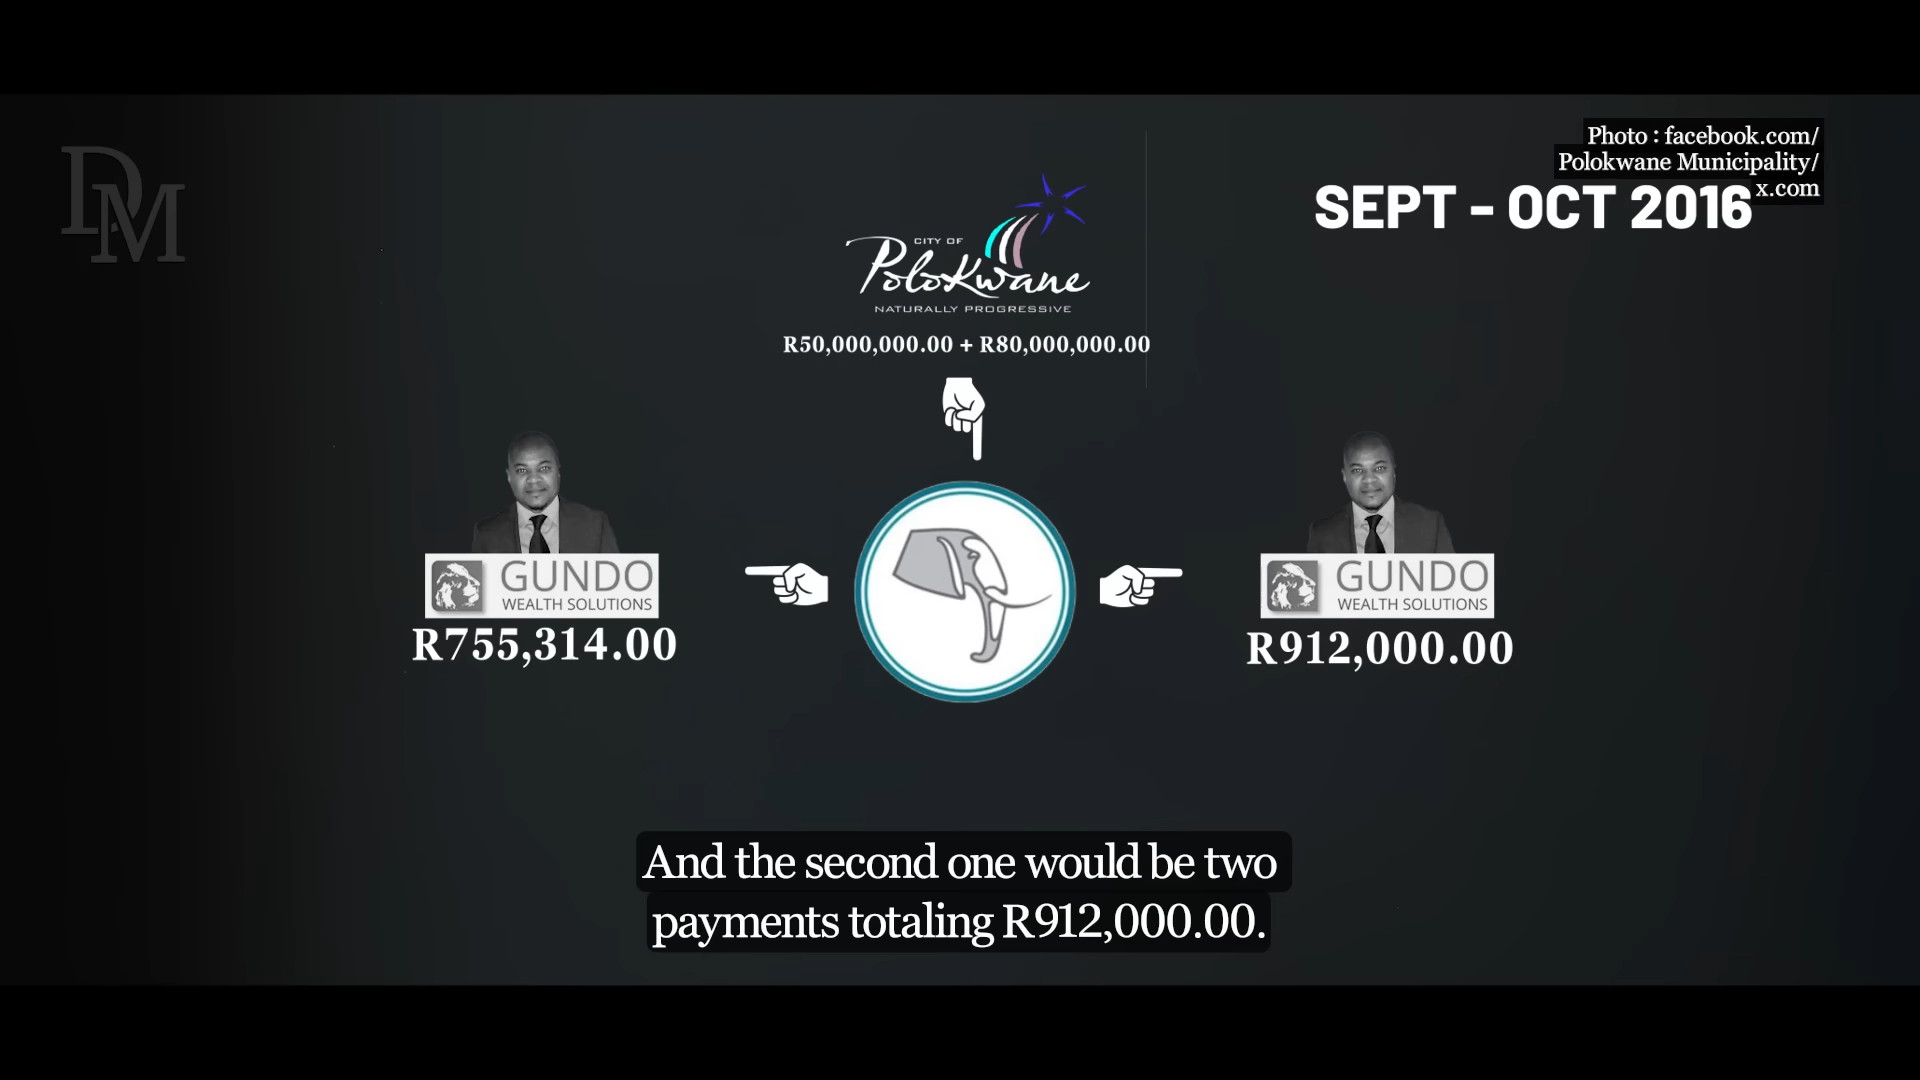 DM
Photo : facebook.com/
Polokwane Municipality/
x.com
SEPT - OCT 2016
CITY OF
PoloKwane
NATURALLY PROGRESSIVE
R50,000,000.00 + R80,000,000.00
GUNDO
WEALTH SOLUTIONS
R755,314.00
GUNDO
WEALTH SOLUTIONS
R912,000.00
And the second one would be two
payments totaling R912,000.00.